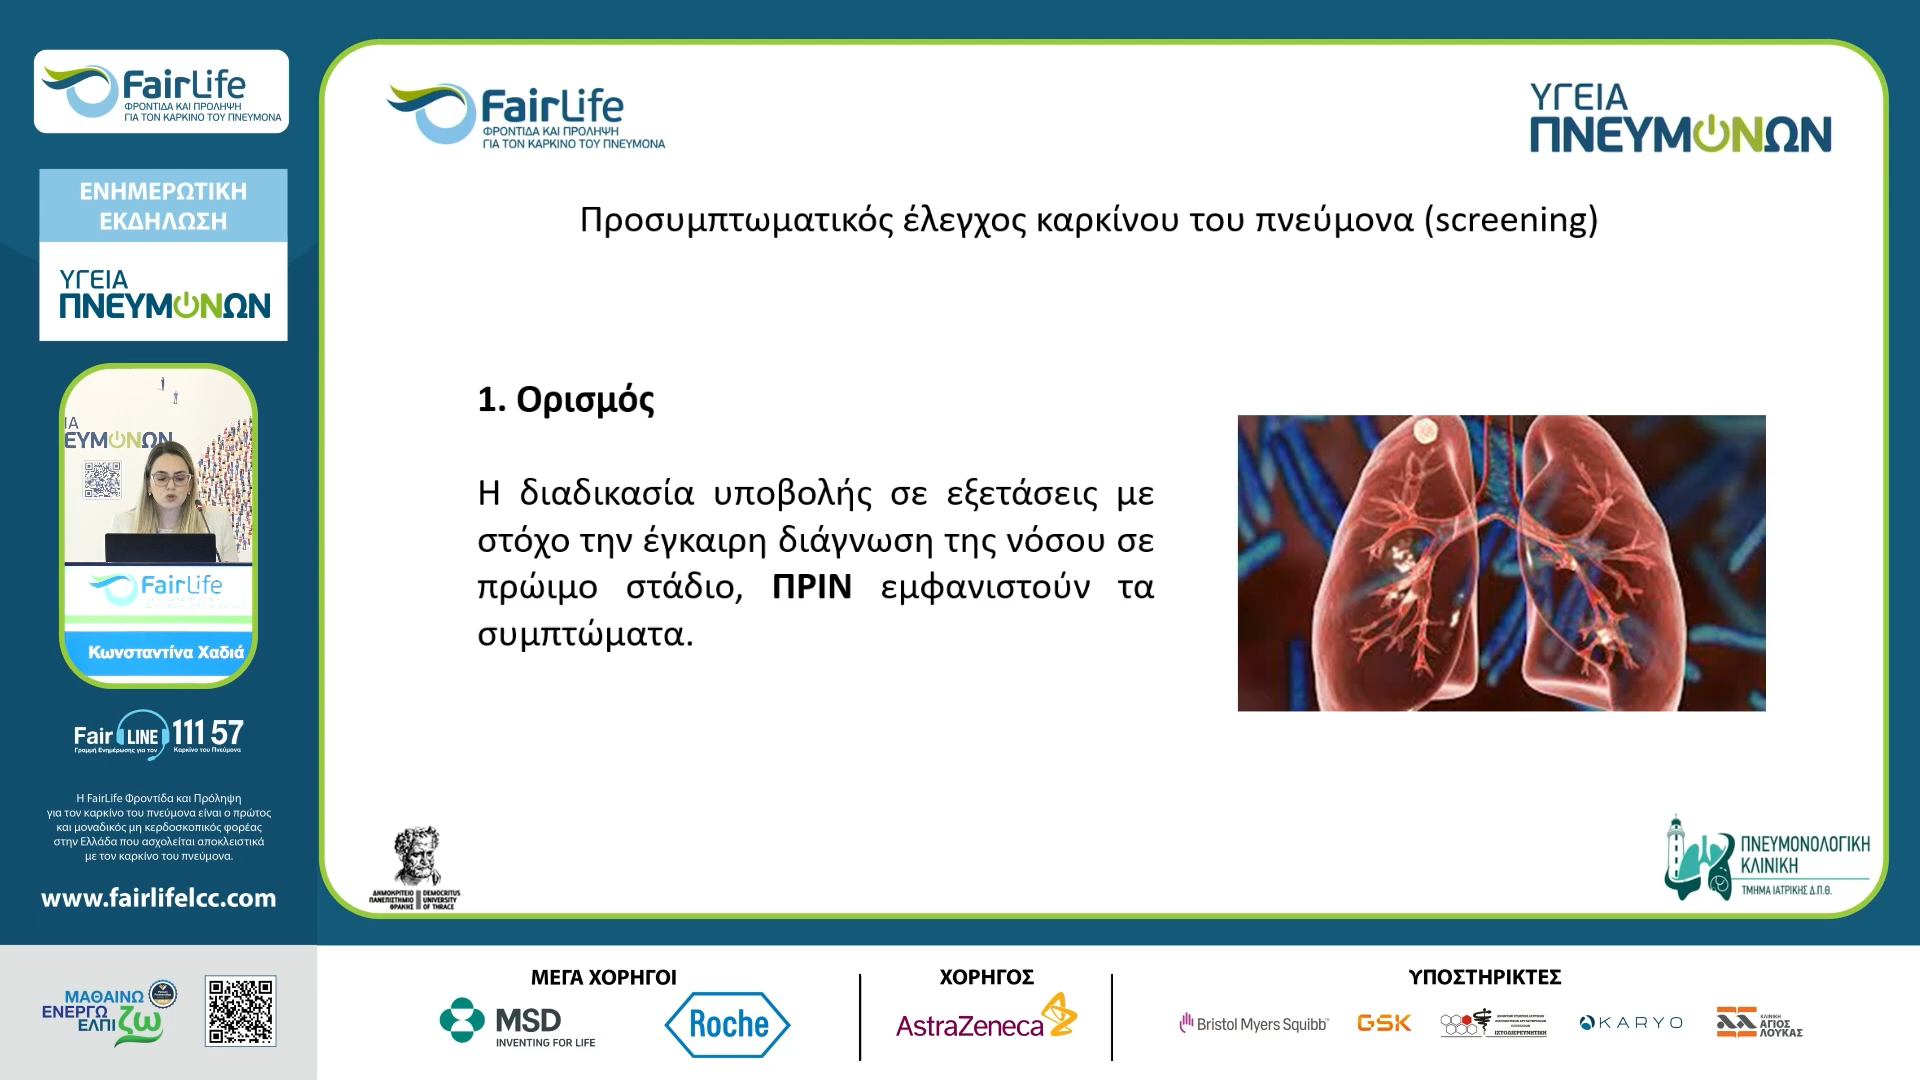 FairLife
ΦΡΟΝΤΙΔΑ ΚΑΙ ΠΡΟΛΗΨΗ
ΓΙΑ ΤΟΝ ΚΑΡΚΙΝΟ ΤΟΥ ΠΝΕΥΜΟΝΑ
ΕΝΗΜΕΡΩΤΙΚΗ
ΕΚΔΗΛΩΣΗ
ΥΓΕΙΑ
ΠΝΕΥΜΟΝΩΝ
ΙΑ
ΕΥΜΟΝΩΝ
FairLife
Κωνσταντίνα Χαδιά
Fair LINE 111 57
Γραμμή Ενημέρωσης για τον Καρκίνο του Πνεύμονα
Η FairLife Φροντίδα και Πρόληψη
για τον καρκίνο του πνεύμονα είναι ο πρώτος
και μοναδικός μη κερδοσκοπικός φορέας
στην Ελλάδα που ασχολείται αποκλειστικά
με τον καρκίνο του πνεύμονα.
www.fairlifelcc.com
ΜΑΘΑΙΝΩ
ΕΝΕΡΓΩ
ΕΛΠΙζω
FairLife
ΦΡΟΝΤΙΔΑ ΚΑΙ ΠΡΟΛΗΨΗ
ΓΙΑ ΤΟΝ ΚΑΡΚΙΝΟ ΤΟΥ ΠΝΕΥΜΟΝΑ
ΥΓΕΙΑ
ΠΝΕΥΜΟΝΩΝ
Προσυμπτωματικός έλεγχος καρκίνου του πνεύμονα (screening)
1. Ορισμός
Η διαδικασία υποβολής σε εξετάσεις με
στόχο την έγκαιρη διάγνωση της νόσου σε
πρώιμο στάδιο, ΠΡΙΝ εμφανιστούν τα
συμπτώματα.
ΔΗΜΟΚΡΙΤΕΙΟ DEMOCRITUS
ΠΑΝΕΠΙΣΤΗΜΙΟ UNIVERSITY
ΘΡΑΚΗΣ OF THRACE
ΠΝΕΥΜΟΝΟΛΟΓΙΚΗ
ΚΛΙΝΙΚΗ
ΤΜΗΜΑ ΙΑΤΡΙΚΗΣ Δ.Π.Θ.
ΜΕΓΑ ΧΟΡΗΓΟΙ
MSD
INVENTING FOR LIFE
Roche
ΧΟΡΗΓΟΣ
AstraZeneca
ΥΠΟΣΤΗΡΙΚΤΕΣ
Bristol Myers Squibb™
GSK
ΙΣΤΟΔΙΕΡΕΥΝΗΤΙΚΗ
KARYO
ΚΛΙΝΙΚΗ
ΑΓΙΟΣ
ΛΟΥΚΑΣ